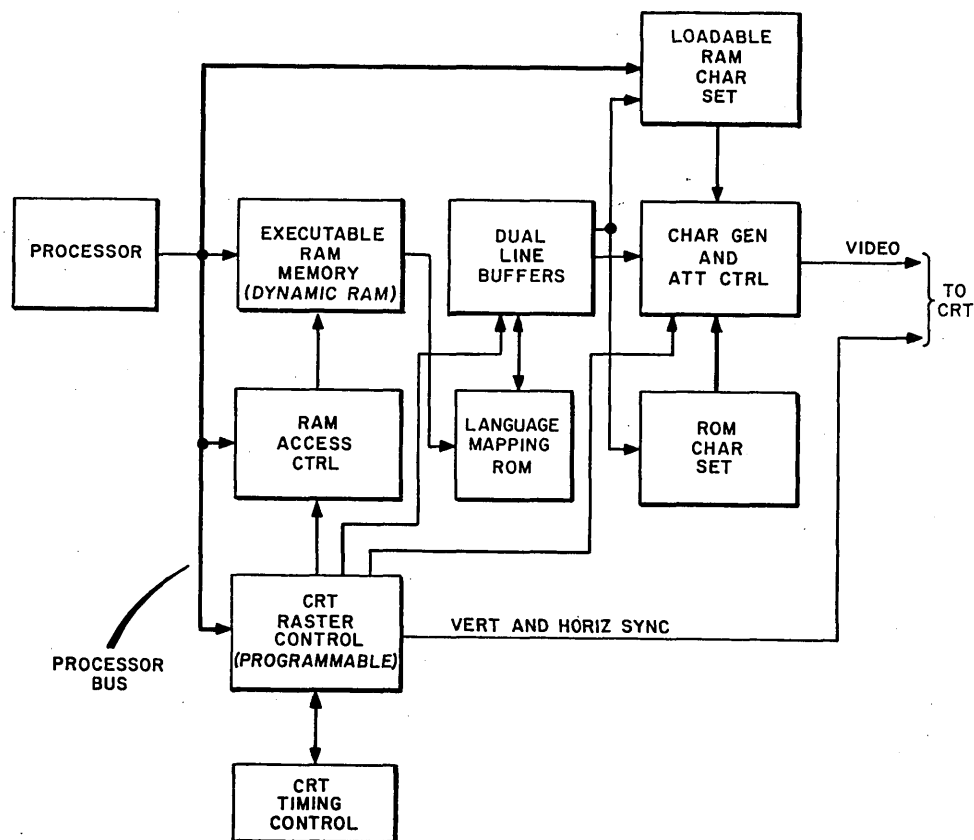 LOADABLE
RAM
CHAR
SET
PROCESSOR
EXECUTABLE
RAM
MEMORY
(DYNAMIC RAM)
DUAL
LINE
BUFFERS
CHAR GEN
AND
ATT CTRL
VIDEO
TO
CRT
RAM
ACCESS
CTRL
LANGUAGE
MAPPING
ROM
ROM
CHAR
SET
CRT
RASTER
CONTROL
(PROGRAMMABLE)
VERT AND HORIZ SYNC
PROCESSOR
BUS
CRT
TIMING
CONTROL